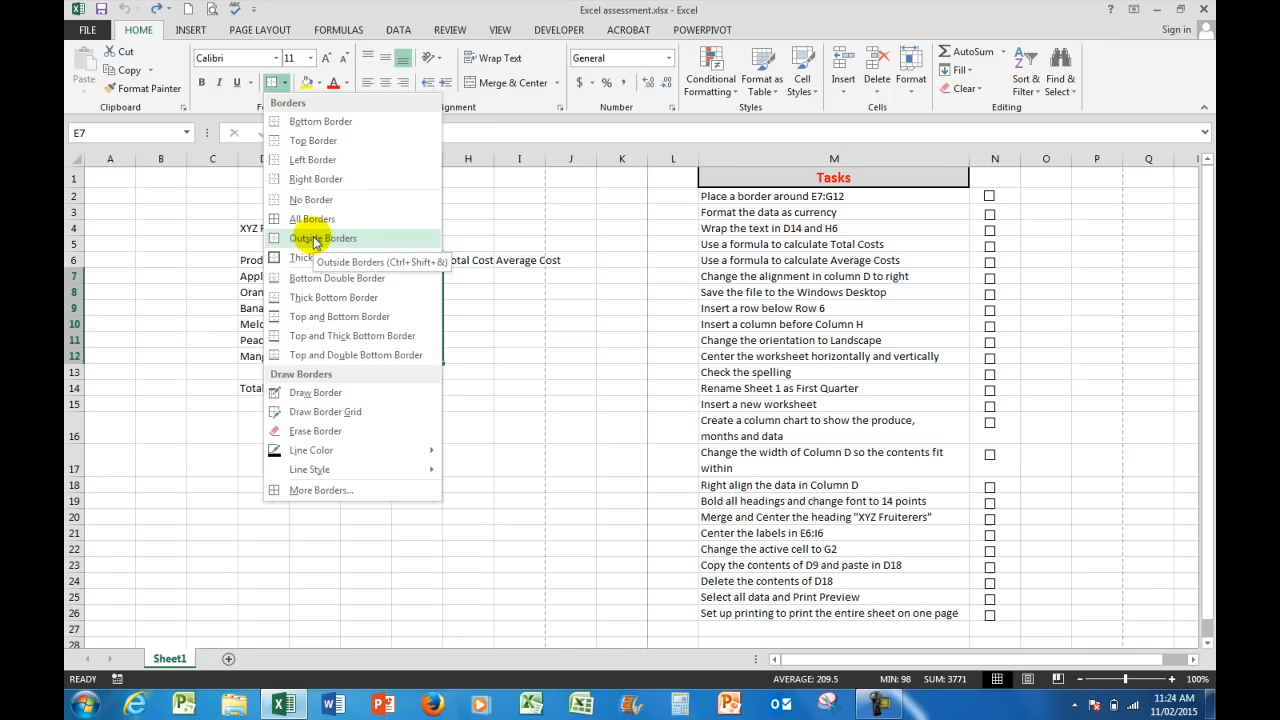 Excel assessment.xlsx - Excel
FILE HOME INSERT PAGE LAYOUT FORMULAS DATA REVIEW VIEW DEVELOPER ACROBAT POWERPIVOT Sign in
Paste
Cut
Copy
Format Painter
Clipboard
Calibri 11
B I U
Wrap Text
Merge & Center
General
$ % ,
Number
Conditional Formatting
Format as Table
Cell Styles
Styles
Insert
Delete
Format
Cells
AutoSum
Fill
Clear
Sort & Filter
Find & Select
Editing
E7
A B C H I J K L M N O P Q
Borders
Bottom Border
Top Border
Left Border
Right Border
No Border
All Borders
Outside Borders
Outside Borders (Ctrl+Shift+&)
Bottom Double Border
Thick Bottom Border
Top and Bottom Border
Top and Thick Bottom Border
Top and Double Bottom Border
Draw Borders
Draw Border
Draw Border Grid
Erase Border
Line Color
Line Style
More Borders...
1 Tasks
2 Place a border around E7:G12
3 Format the data as currency
4 Wrap the text in D14 and H6
5 Use a formula to calculate Total Costs
6 Average Cost Use a formula to calculate Average Costs
7 Change the alignment in column D to right
8 Save the file to the Windows Desktop
9 Insert a row below Row 6
10 Insert a column before Column H
11 Change the orientation to Landscape
12 Center the worksheet horizontally and vertically
13 Check the spelling
14 Rename Sheet 1 as First Quarter
15 Insert a new worksheet
16 Create a column chart to show the produce,
months and data
17 Change the width of Column D so the contents fit
within
18 Right align the data in Column D
19 Bold all headings and change font to 14 points
20 Merge and Center the heading "XYZ Fruiterers"
21 Center the labels in E6:I6
22 Change the active cell to G2
23 Copy the contents of D9 and paste in D18
24 Delete the contents of D18
25 Select all data and Print Preview
26 Set up printing to print the entire sheet on one page
27
28
Sheet1
READY AVERAGE: 209.5 MIN: 98 SUM: 3771 100%
11:24 AM
11/02/2015